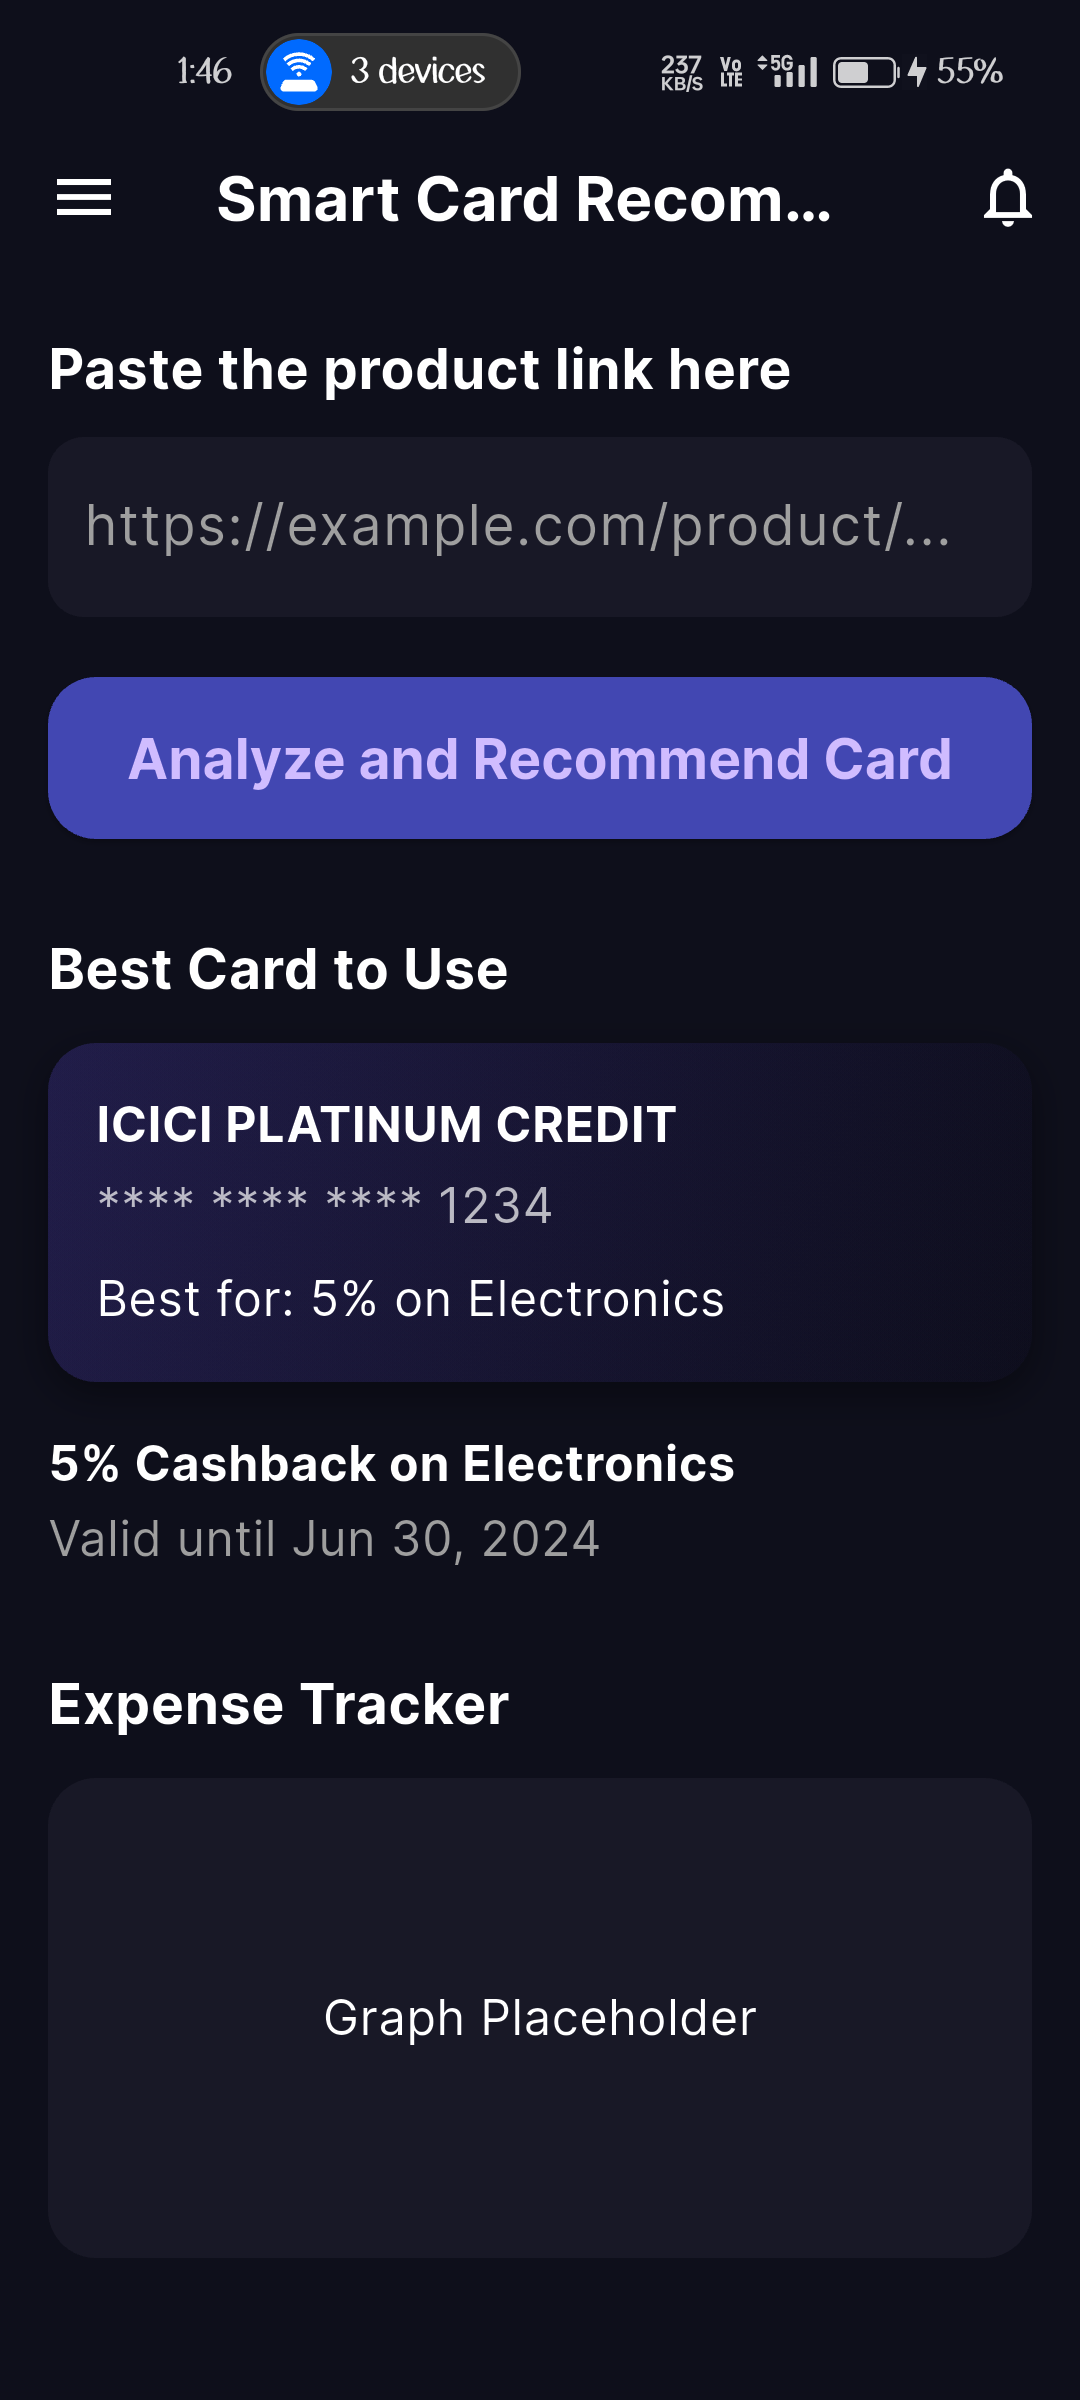 1:46 3 devices 237 KB/S Vo LTE 5G 55%
Smart Card Recom...
Paste the product link here
https://example.com/product/...
Analyze and Recommend Card
Best Card to Use
ICICI PLATINUM CREDIT
**** **** **** 1234
Best for: 5% on Electronics
5% Cashback on Electronics
Valid until Jun 30, 2024
Expense Tracker
Graph Placeholder